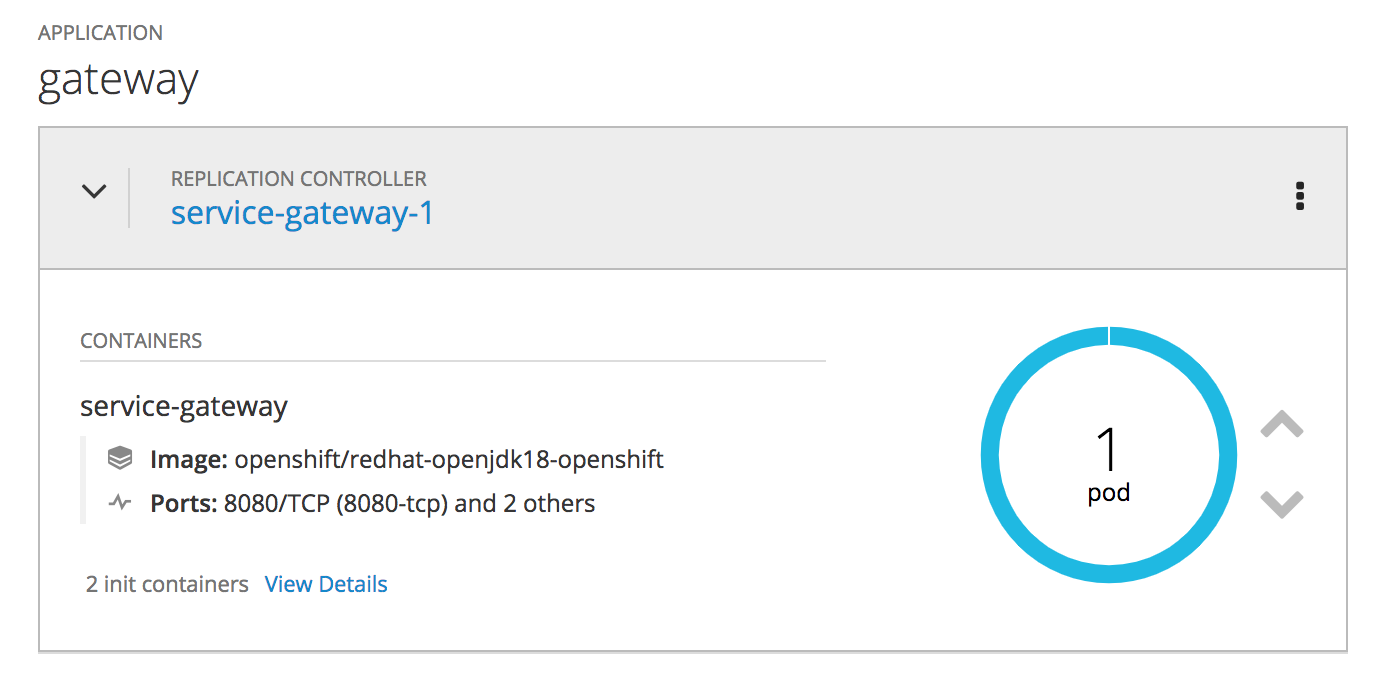 APPLICATION
gateway
REPLICATION CONTROLLER
service-gateway-1
CONTAINERS
service-gateway
Image: openshift/redhat-openjdk18-openshift
Ports: 8080/TCP (8080-tcp) and 2 others
1
pod
2 init containers View Details